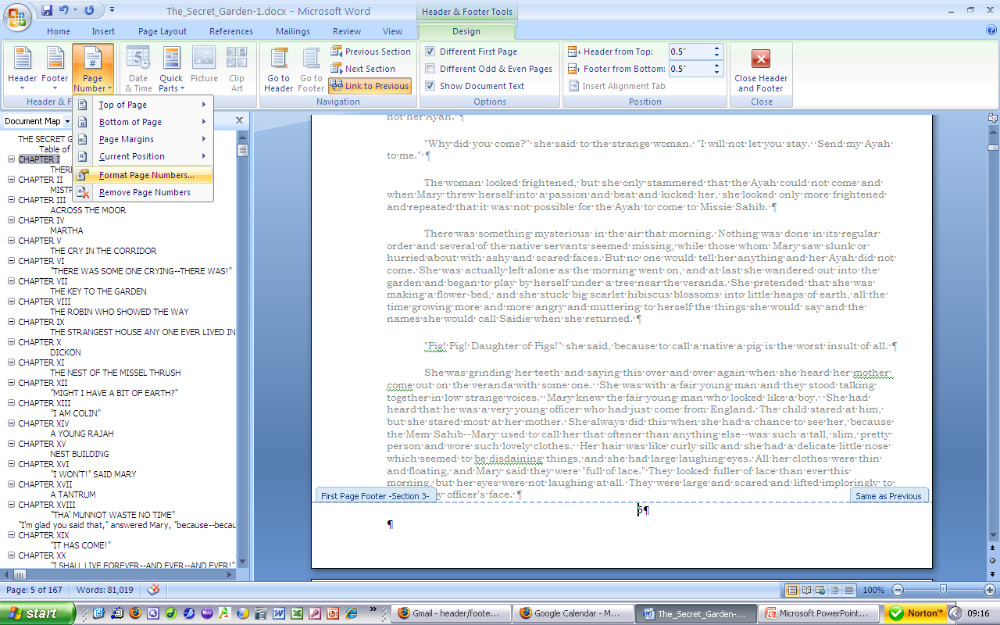 The_Secret_Garden-1.docx - Microsoft Word
Header & Footer Tools
Home Insert Page Layout References Mailings Review View Design
Header
Footer
Page Number
Date & Time
Quick Parts
Picture
Clip Art
Go to Header
Go to Footer
Previous Section
Next Section
Link to Previous
Different First Page
Different Odd & Even Pages
Show Document Text
Header from Top: 0.5"
Footer from Bottom: 0.5"
Insert Alignment Tab
Close Header and Footer
Header & F
Navigation
Options
Position
Close
Top of Page
Bottom of Page
Page Margins
Current Position
Format Page Numbers...
Remove Page Numbers
Document Map
THE SECRET G
Table of
CHAPTER I
THER
CHAPTER II
MISTR
CHAPTER III
ACROSS THE MOOR
CHAPTER IV
MARTHA
CHAPTER V
THE CRY IN THE CORRIDOR
CHAPTER VI
"THERE WAS SOME ONE CRYING--THERE WAS!"
CHAPTER VII
THE KEY TO THE GARDEN
CHAPTER VIII
THE ROBIN WHO SHOWED THE WAY
CHAPTER IX
THE STRANGEST HOUSE ANY ONE EVER LIVED IN
CHAPTER X
DICKON
CHAPTER XI
THE NEST OF THE MISSEL THRUSH
CHAPTER XII
"MIGHT I HAVE A BIT OF EARTH?"
CHAPTER XIII
"I AM COLIN"
CHAPTER XIV
A YOUNG RAJAH
CHAPTER XV
NEST BUILDING
CHAPTER XVI
"I WON'T!" SAID MARY
CHAPTER XVII
A TANTRUM
CHAPTER XVIII
"THA' MUNNOT WASTE NO TIME"
"I'm glad you said that," answered Mary, "because--becau
CHAPTER XIX
"IT HAS COME!"
CHAPTER XX
"I SHALL LIVE FOREVER--AND EVER--AND EVER!"
not her Ayah. ¶
"Why did you come?" she said to the strange woman. "I will not let you stay. Send my Ayah
to me." ¶
The woman looked frightened, but she only stammered that the Ayah could not come and
when Mary threw herself into a passion and beat and kicked her, she looked only more frightened
and repeated that it was not possible for the Ayah to come to Missie Sahib. ¶
There was something mysterious in the air that morning. Nothing was done in its regular
order and several of the native servants seemed missing, while those whom Mary saw slunk or
hurried about with ashy and scared faces. But no one would tell her anything and her Ayah did not
come. She was actually left alone as the morning went on, and at last she wandered out into the
garden and began to play by herself under a tree near the veranda. She pretended that she was
making a flower-bed, and she stuck big scarlet hibiscus blossoms into little heaps of earth, all the
time growing more and more angry and muttering to herself the things she would say and the
names she would call Saidie when she returned. ¶
"Pig! Pig! Daughter of Pigs!" she said, because to call a native a pig is the worst insult of all. ¶
She was grinding her teeth and saying this over and over again when she heard her mother
come out on the veranda with some one. She was with a fair young man and they stood talking
together in low strange voices. Mary knew the fair young man who looked like a boy. She had
heard that he was a very young officer who had just come from England. The child stared at him,
but she stared most at her mother. She always did this when she had a chance to see her, because
the Mem Sahib--Mary used to call her that oftener than anything else--was such a tall, slim, pretty
person and wore such lovely clothes. Her hair was like curly silk and she had a delicate little nose
which seemed to be disdaining things, and she had large laughing eyes. All her clothes were thin
and floating, and Mary said they were "full of lace." They looked fuller of lace than ever this
morning, but her eyes were not laughing at all. They were large and scared and lifted imploringly to
y officer's face. ¶
First Page Footer -Section 3-
Same as Previous
5¶
¶
Page: 5 of 167 Words: 81,019
100%
start
Gmail - header/foote...
Google Calendar - M...
The_Secret_Garden-...
Microsoft PowerPoint...
Norton™
09:16